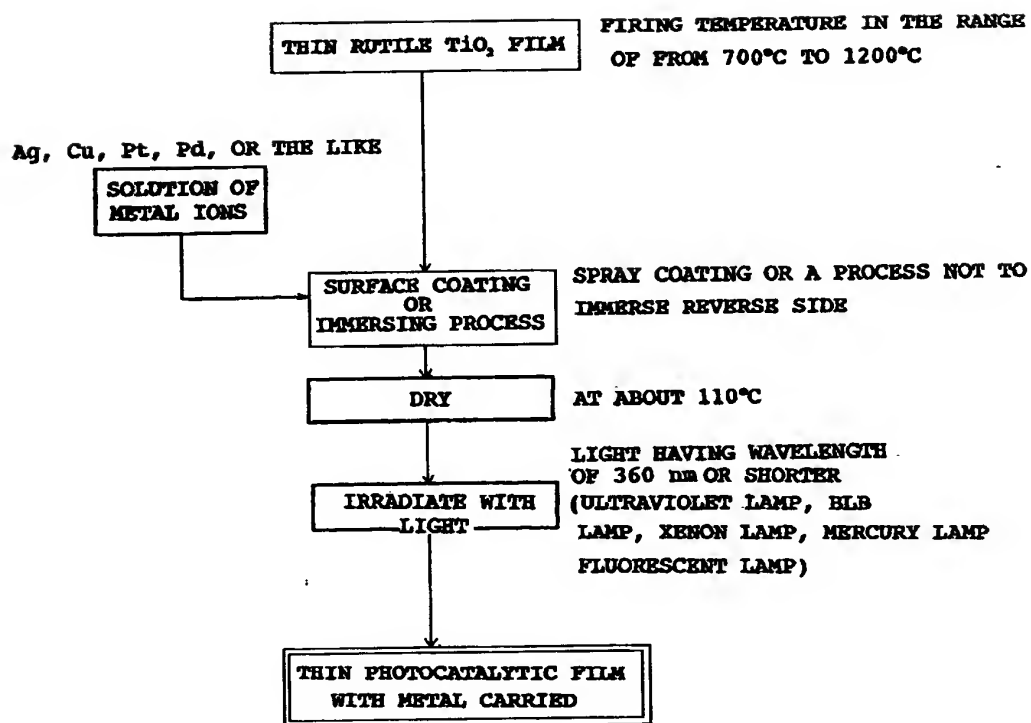 THIN RUTILE TiO₂ FILM
FIRING TEMPERATURE IN THE RANGE
OF FROM 700°C TO 1200°C
Ag, Cu, Pt, Pd, OR THE LIKE
SOLUTION OF
METAL IONS
SURFACE COATING
OR
IMMERSING PROCESS
SPRAY COATING OR A PROCESS NOT TO
IMMERSE REVERSE SIDE
DRY
AT ABOUT 110°C
LIGHT HAVING WAVELENGTH
OF 360 nm OR SHORTER
(ULTRAVIOLET LAMP, BLB
LAMP, XENON LAMP, MERCURY LAMP
FLUORESCENT LAMP)
IRRADIATE WITH
LIGHT
THIN PHOTOCATALYTIC FILM
WITH METAL CARRIED